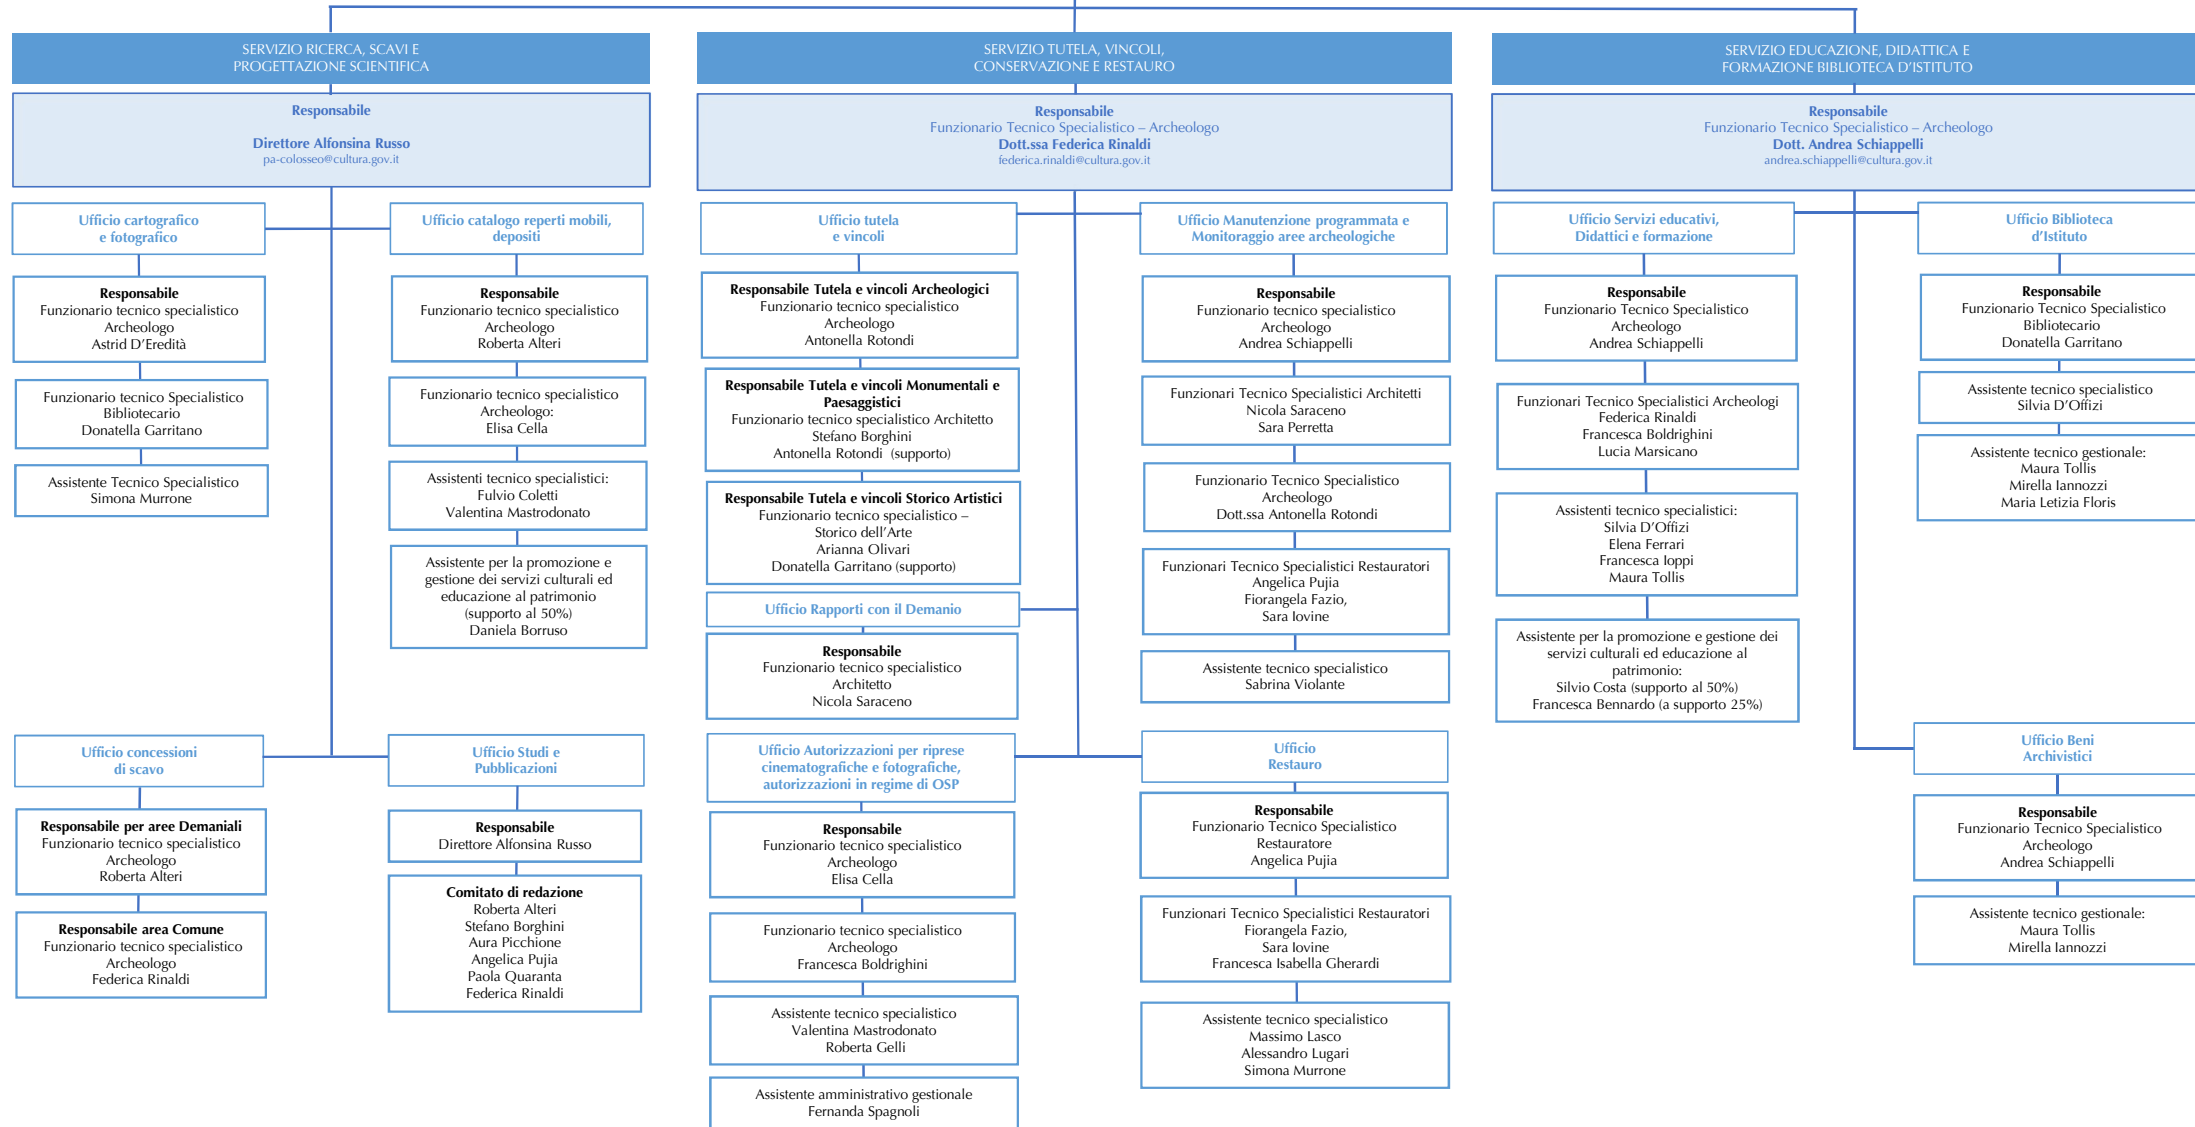 SERVIZIO RICERCA, SCAVI E
PROGETTAZIONE SCIENTIFICA
Responsabile
Direttore Alfonsina Russo
pa-colosseo@cultura.gov.it
Ufficio cartografico
e fotografico
Responsabile
Funzionario tecnico specialistico
Archeologo
Astrid D'Eredità
Funzionario tecnico Specialistico
Bibliotecario
Donatella Garritano
Assistente Tecnico Specialistico
Simona Murrone
Ufficio catalogo reperti mobili,
depositi
Responsabile
Funzionario tecnico specialistico
Archeologo
Roberta Alteri
Funzionario tecnico specialistico
Archeologo:
Elisa Cella
Assistenti tecnico specialistici:
Fulvio Coletti
Valentina Mastrodonato
Assistente per la promozione e
gestione dei servizi culturali ed
educazione al patrimonio
(supporto al 50%)
Daniela Borruso
Ufficio concessioni
di scavo
Responsabile per aree Demaniali
Funzionario tecnico specialistico
Archeologo
Roberta Alteri
Responsabile area Comune
Funzionario tecnico specialistico
Archeologo
Federica Rinaldi
Ufficio Studi e
Pubblicazioni
Responsabile
Direttore Alfonsina Russo
Comitato di redazione
Roberta Alteri
Stefano Borghini
Aura Picchione
Angelica Pujia
Paola Quaranta
Federica Rinaldi
SERVIZIO TUTELA, VINCOLI,
CONSERVAZIONE E RESTAURO
Responsabile
Funzionario Tecnico Specialistico – Archeologo
Dott.ssa Federica Rinaldi
federica.rinaldi@cultura.gov.it
Ufficio tutela
e vincoli
Responsabile Tutela e vincoli Archeologici
Funzionario tecnico specialistico
Archeologo
Antonella Rotondi
Responsabile Tutela e vincoli Monumentali e
Paesaggistici
Funzionario tecnico specialistico Architetto
Stefano Borghini
Antonella Rotondi (supporto)
Responsabile Tutela e vincoli Storico Artistici
Funzionario tecnico specialistico –
Storico dell'Arte
Arianna Olivari
Donatella Garritano (supporto)
Ufficio Rapporti con il Demanio
Responsabile
Funzionario tecnico specialistico
Architetto
Nicola Saraceno
Ufficio Autorizzazioni per riprese
cinematografiche e fotografiche,
autorizzazioni in regime di OSP
Responsabile
Funzionario tecnico specialistico
Archeologo
Elisa Cella
Funzionario tecnico specialistico
Archeologo
Francesca Boldrighini
Assistente tecnico specialistico
Valentina Mastrodonato
Roberta Gelli
Assistente amministrativo gestionale
Fernanda Spagnoli
Ufficio Manutenzione programmata e
Monitoraggio aree archeologiche
Responsabile
Funzionario tecnico specialistico
Archeologo
Andrea Schiappelli
Funzionari Tecnico Specialistici Architetti
Nicola Saraceno
Sara Perretta
Funzionario Tecnico Specialistico
Archeologo
Dott.ssa Antonella Rotondi
Funzionari Tecnico Specialistici Restauratori
Angelica Pujia
Fiorangela Fazio,
Sara Iovine
Assistente tecnico specialistico
Sabrina Violante
Ufficio
Restauro
Responsabile
Funzionario Tecnico Specialistico
Restauratore
Angelica Pujia
Funzionari Tecnico Specialistici Restauratori
Fiorangela Fazio,
Sara Iovine
Francesca Isabella Gherardi
Assistente tecnico specialistico
Massimo Lasco
Alessandro Lugari
Simona Murrone
SERVIZIO EDUCAZIONE, DIDATTICA E
FORMAZIONE BIBLIOTECA D'ISTITUTO
Responsabile
Funzionario Tecnico Specialistico – Archeologo
Dott. Andrea Schiappelli
andrea.schiappelli@cultura.gov.it
Ufficio Servizi educativi,
Didattici e formazione
Responsabile
Funzionario Tecnico Specialistico
Archeologo
Andrea Schiappelli
Funzionari Tecnico Specialistici Archeologi
Federica Rinaldi
Francesca Boldrighini
Lucia Marsicano
Assistenti tecnico specialistici:
Silvia D'Offizi
Elena Ferrari
Francesca Ioppi
Maura Tollis
Assistente per la promozione e gestione dei
servizi culturali ed educazione al
patrimonio:
Silvio Costa (supporto al 50%)
Francesca Bennardo (a supporto 25%)
Ufficio Biblioteca
d'Istituto
Responsabile
Funzionario Tecnico Specialistico
Bibliotecario
Donatella Garritano
Assistente tecnico specialistico
Silvia D'Offizi
Assistente tecnico gestionale:
Maura Tollis
Mirella Iannozzi
Maria Letizia Floris
Ufficio Beni
Archivistici
Responsabile
Funzionario Tecnico Specialistico
Archeologo
Andrea Schiappelli
Assistente tecnico gestionale:
Maura Tollis
Mirella Iannozzi